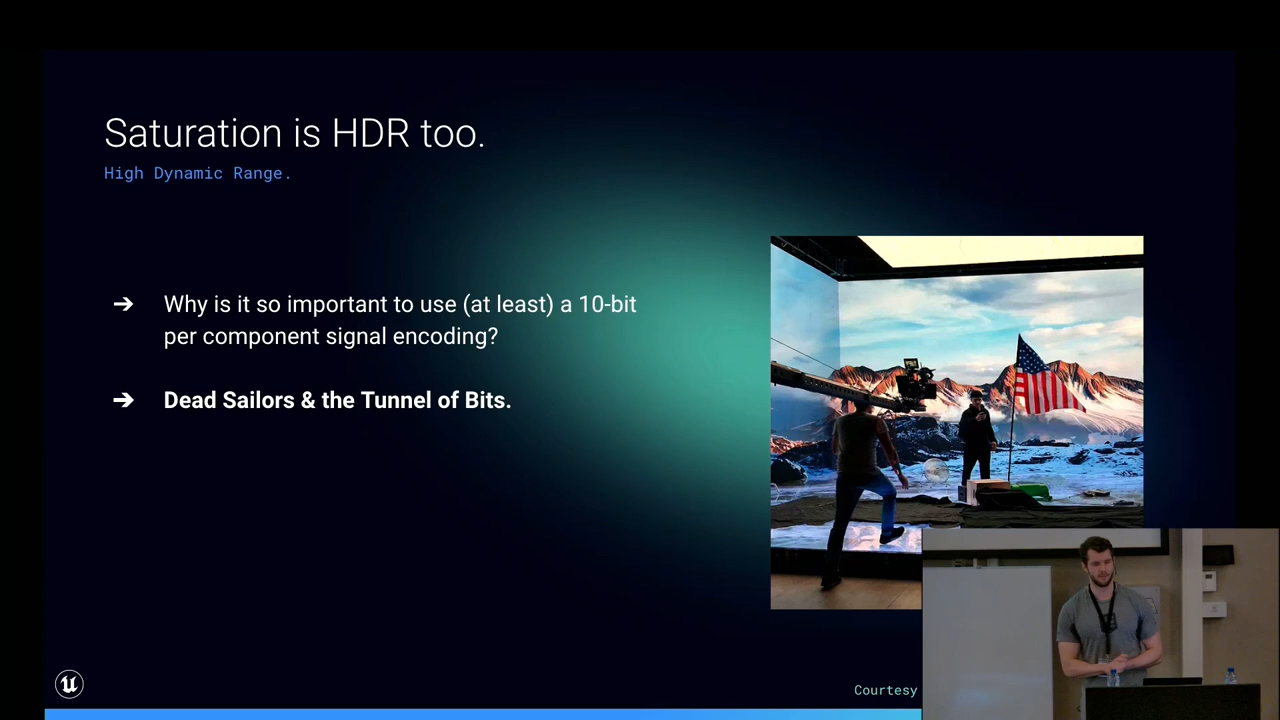 Saturation is HDR too.
High Dynamic Range.
➔ Why is it so important to use (at least) a 10-bit
per component signal encoding?
➔ Dead Sailors & the Tunnel of Bits.
Courtesy